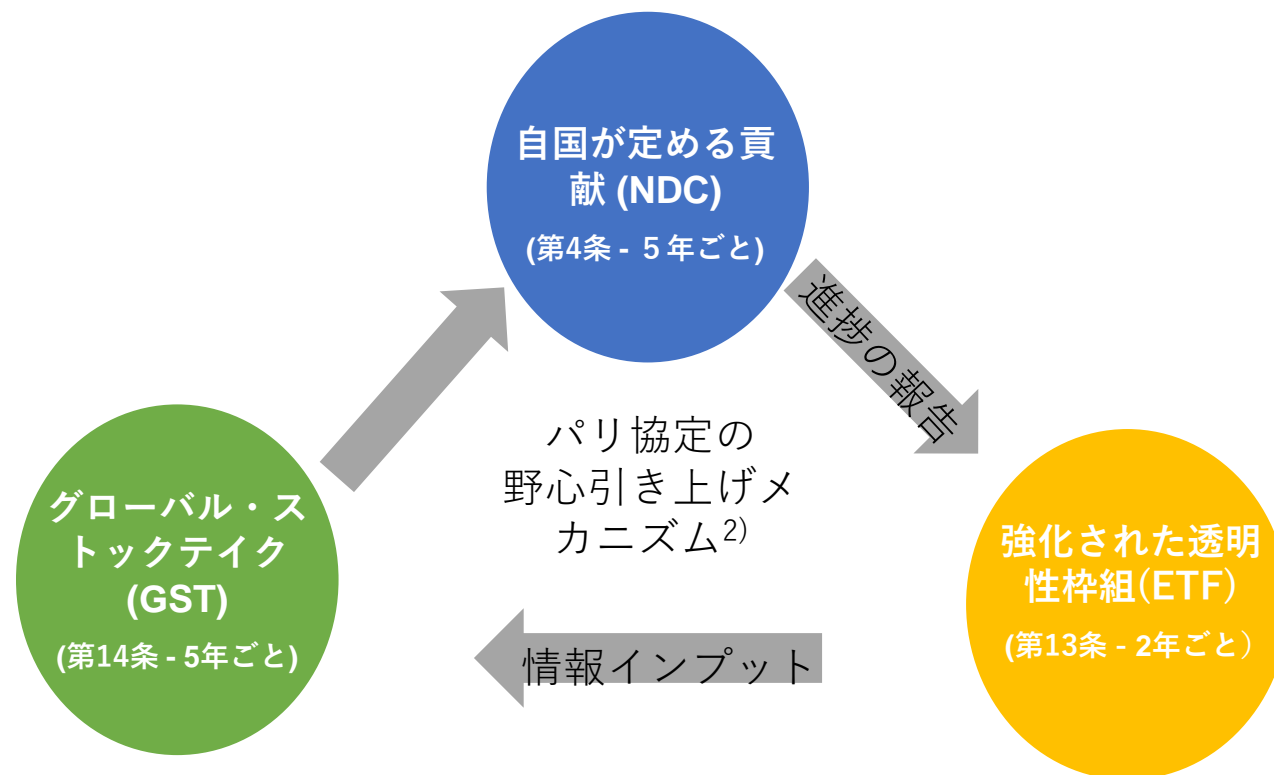 自国が定める貢
献 (NDC)
(第4条 - ５年ごと)
進捗の報告
パリ協定の
野心引き上げメ
カニズム2)
グローバル・ス
トックテイク
(GST)
(第14条 - 5年ごと)
強化された透明
性枠組(ETF)
(第13条 - 2年ごと）
情報インプット